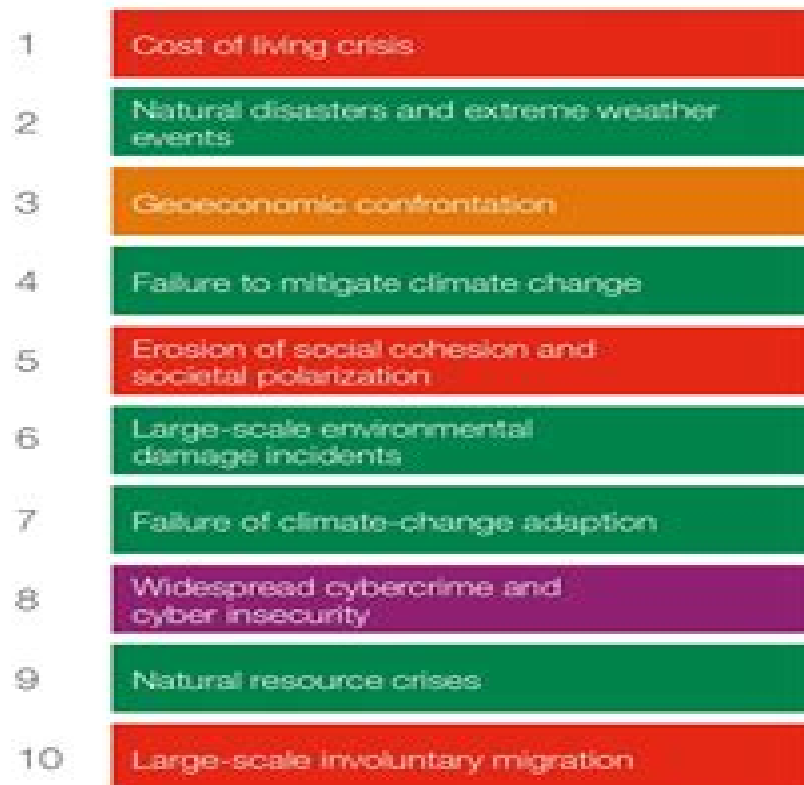 1
Cost of living crisis
2
Natural disasters and extreme weather
events
3
Geoeconomic confrontation
4
Failure to mitigate climate change
5
Erosion of social cohesion and
societal polarization
6
Large-scale environmental
damage incidents
7
Failure of climate-change adaption
8
Widespread cybercrime and
cyber insecurity
9
Natural resource crises
10
Large-scale involuntary migration